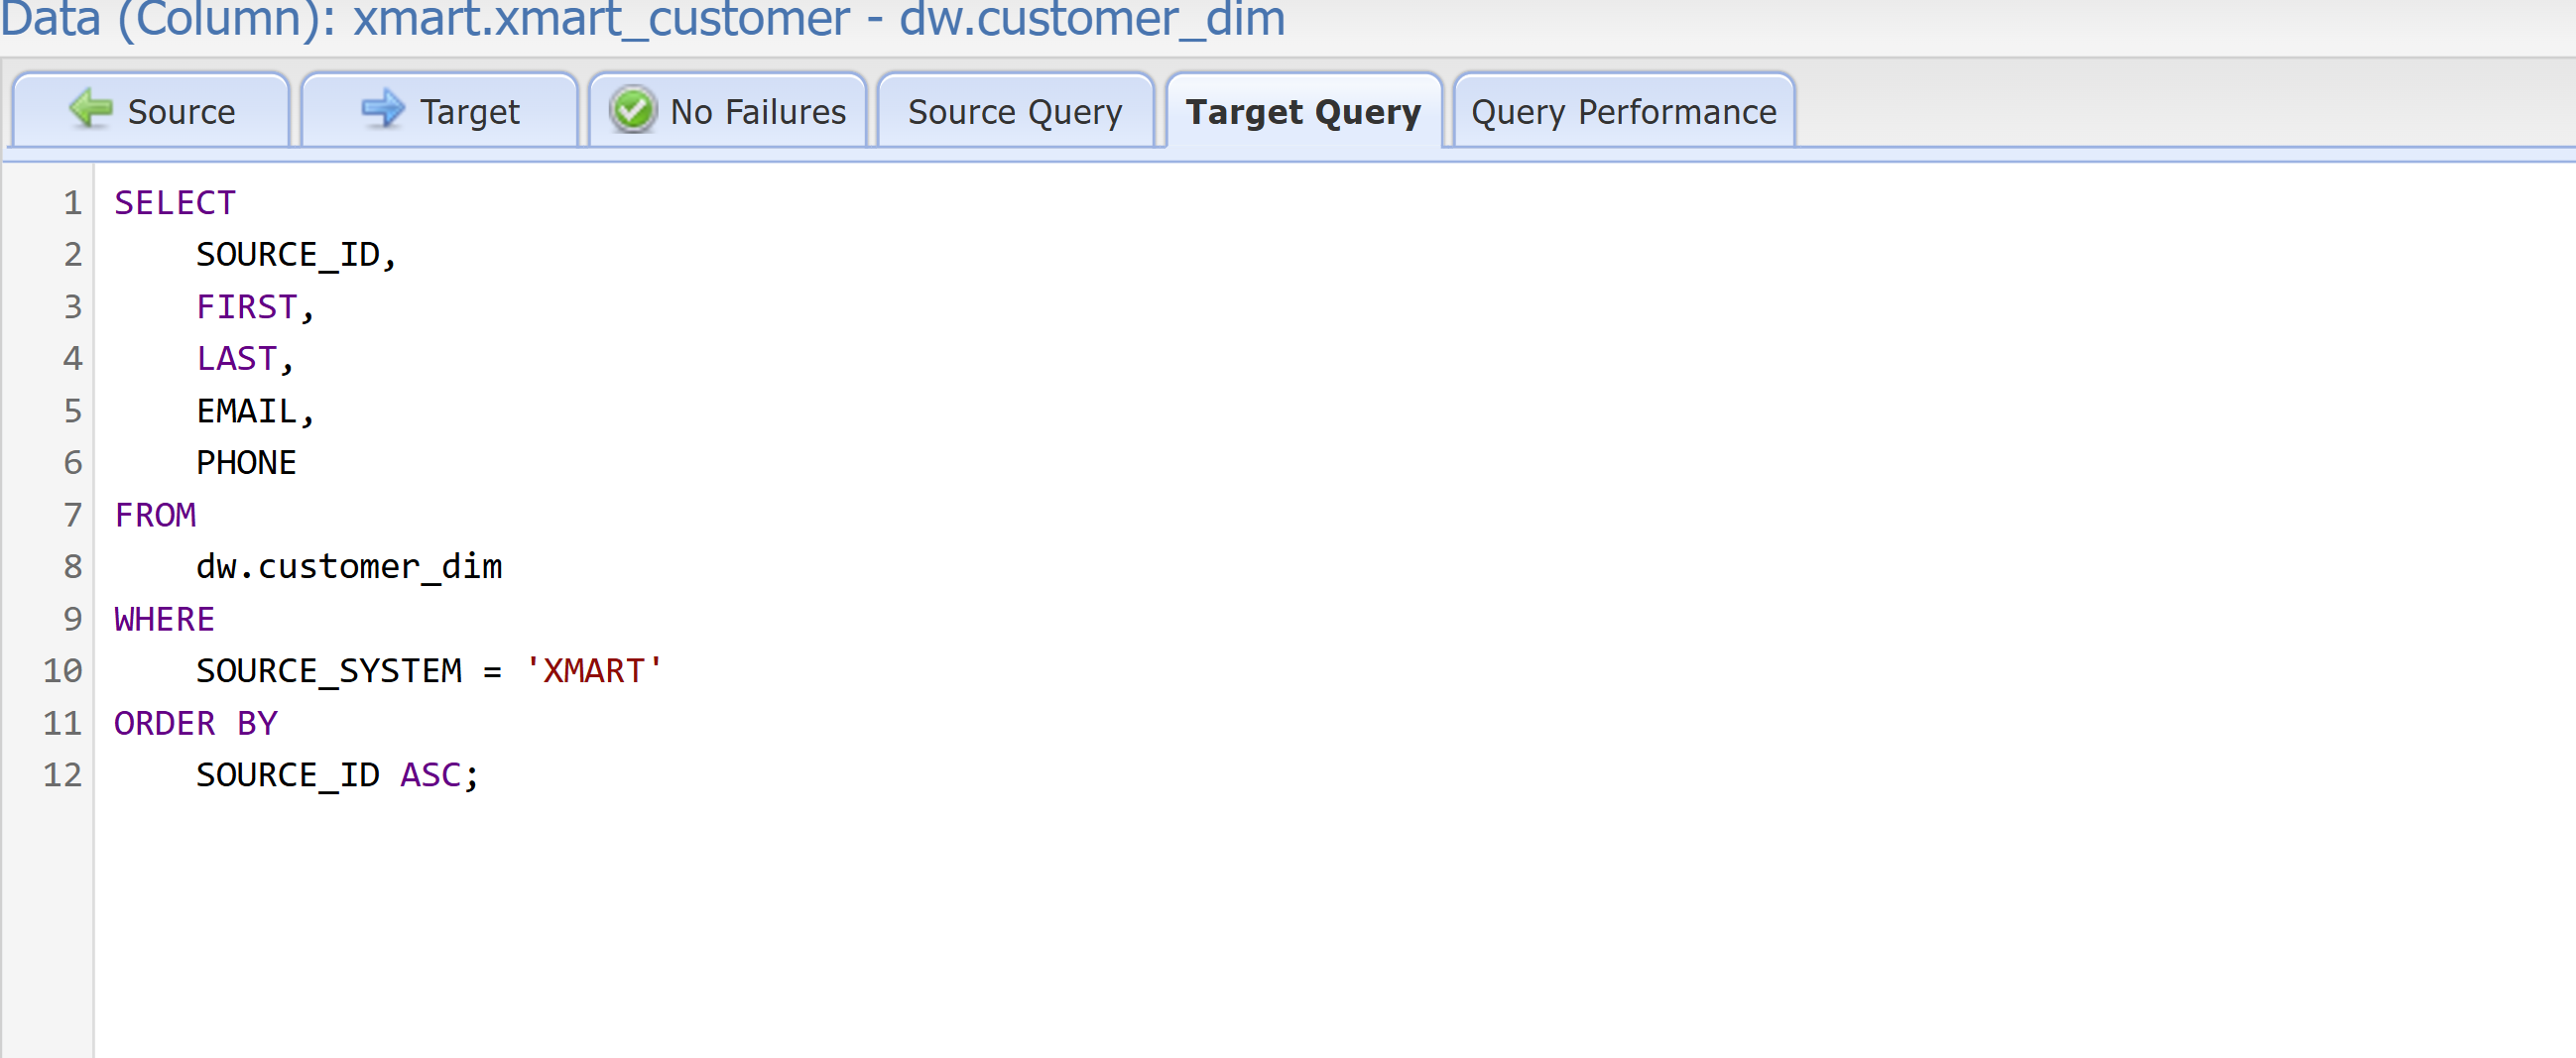 Data (Column): xmart.xmart_customer - dw.customer_dim
Source Target No Failures Source Query Target Query Query Performance
1 SELECT
2 SOURCE_ID,
3 FIRST,
4 LAST,
5 EMAIL,
6 PHONE
7 FROM
8 dw.customer_dim
9 WHERE
10 SOURCE_SYSTEM = 'XMART'
11 ORDER BY
12 SOURCE_ID ASC;